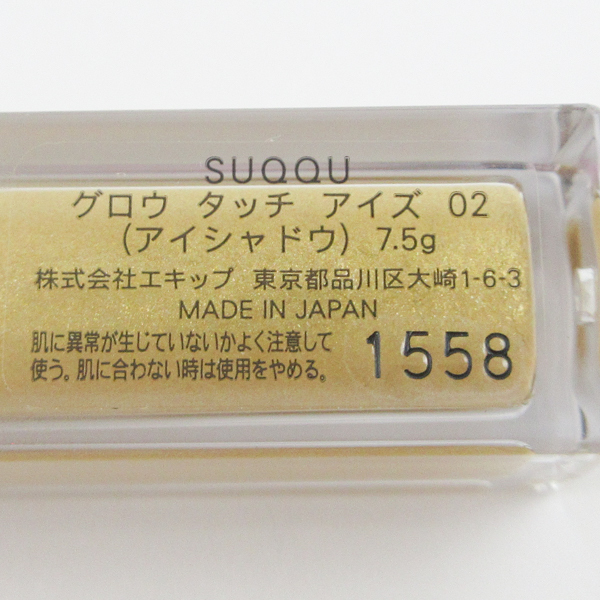 SUQQU
グロウ タッチ アイズ 02
(アイシャドウ) 7.5g
株式会社エキップ 東京都品川区大崎1-6-3
MADE IN JAPAN
肌に異常が生じていないかよく注意して
使う。肌に合わない時は使用をやめる。
1558